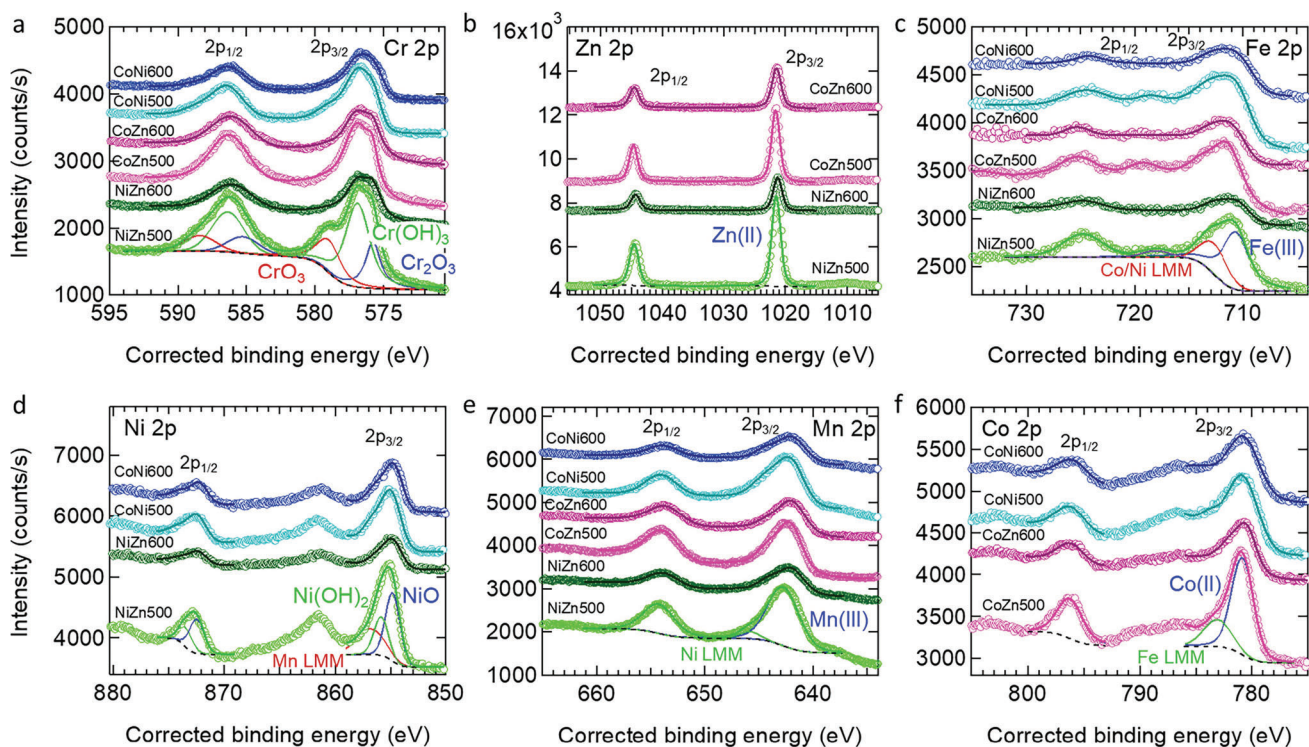 a
Cr 2p
2p1/2
2p3/2
CoNi600
CoNi500
CoZn600
CoZn500
NiZn600
NiZn500
Cr(OH)3
Cr2O3
CrO3
5000
4000
3000
2000
1000
595
590
585
580
575
Corrected binding energy (eV)
Intensity (counts/s)
b
16x10³
Zn 2p
2p1/2
2p3/2
CoZn600
CoZn500
NiZn600
NiZn500
Zn(II)
14
12
10
8
6
4
1050
1040
1030
1020
1010
Corrected binding energy (eV)
c
Fe 2p
2p1/2
2p3/2
CoNi600
CoNi500
CoZn600
CoZn500
NiZn600
NiZn500
Fe(III)
Co/Ni LMM
5000
4500
4000
3500
3000
2500
730
720
710
Corrected binding energy (eV)
d
Ni 2p
2p1/2
2p3/2
CoNi600
CoNi500
NiZn600
NiZn500
Ni(OH)2
NiO
Mn LMM
7000
6000
5000
4000
880
870
860
850
Corrected binding energy (eV)
Intensity (counts/s)
e
Mn 2p
2p1/2
2p3/2
CoNi600
CoNi500
CoZn600
CoZn500
NiZn600
NiZn500
Mn(III)
Ni LMM
7000
6000
5000
4000
3000
2000
1000
660
650
640
Corrected binding energy (eV)
f
Co 2p
2p1/2
2p3/2
CoNi600
CoNi500
CoZn600
CoZn500
Co(II)
Fe LMM
6000
5500
5000
4500
4000
3500
3000
800
790
780
Corrected binding energy (eV)